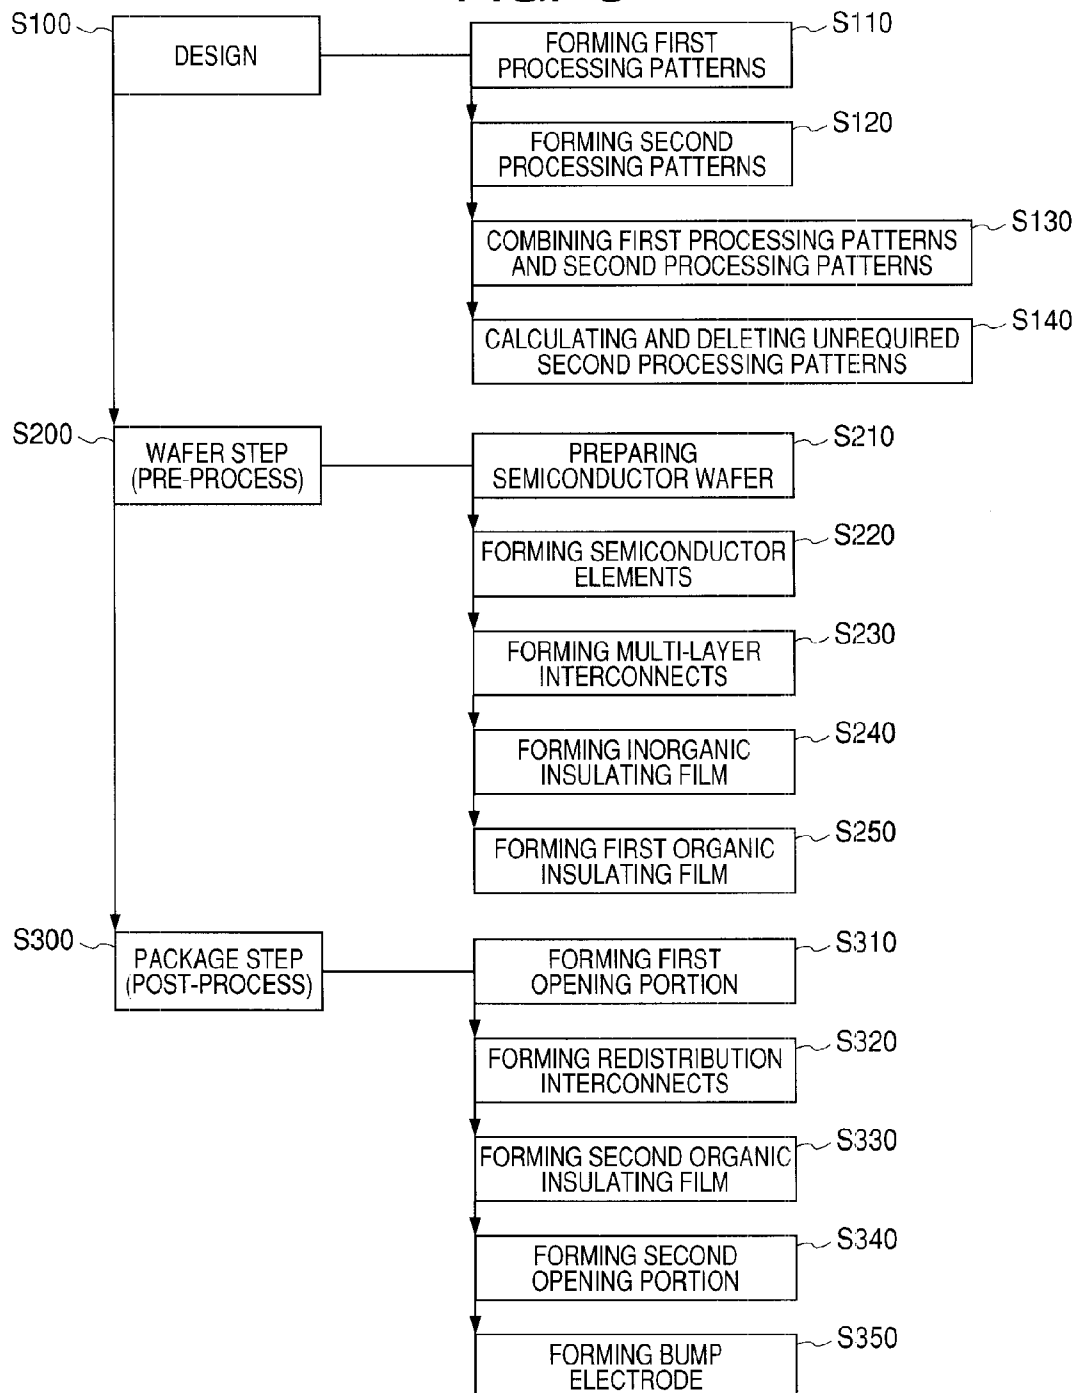 S100
DESIGN
FORMING FIRST
PROCESSING PATTERNS
S110
FORMING SECOND
PROCESSING PATTERNS
S120
COMBINING FIRST PROCESSING PATTERNS
AND SECOND PROCESSING PATTERNS
S130
CALCULATING AND DELETING UNREQUIRED
SECOND PROCESSING PATTERNS
S140
S200
WAFER STEP
(PRE-PROCESS)
PREPARING
SEMICONDUCTOR WAFER
S210
FORMING SEMICONDUCTOR
ELEMENTS
S220
FORMING MULTI-LAYER
INTERCONNECTS
S230
FORMING INORGANIC
INSULATING FILM
S240
FORMING FIRST ORGANIC
INSULATING FILM
S250
S300
PACKAGE STEP
(POST-PROCESS)
FORMING FIRST
OPENING PORTION
S310
FORMING REDISTRIBUTION
INTERCONNECTS
S320
FORMING SECOND ORGANIC
INSULATING FILM
S330
FORMING SECOND
OPENING PORTION
S340
FORMING BUMP
ELECTRODE
S350